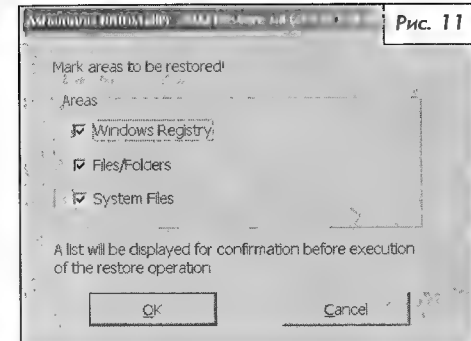 Рис. 11
Mark areas to be restored!
Areas
Windows Registry
Files/Folders
System Files
A list will be displayed for confirmation before execution
of the restore operation
OK
Cancel